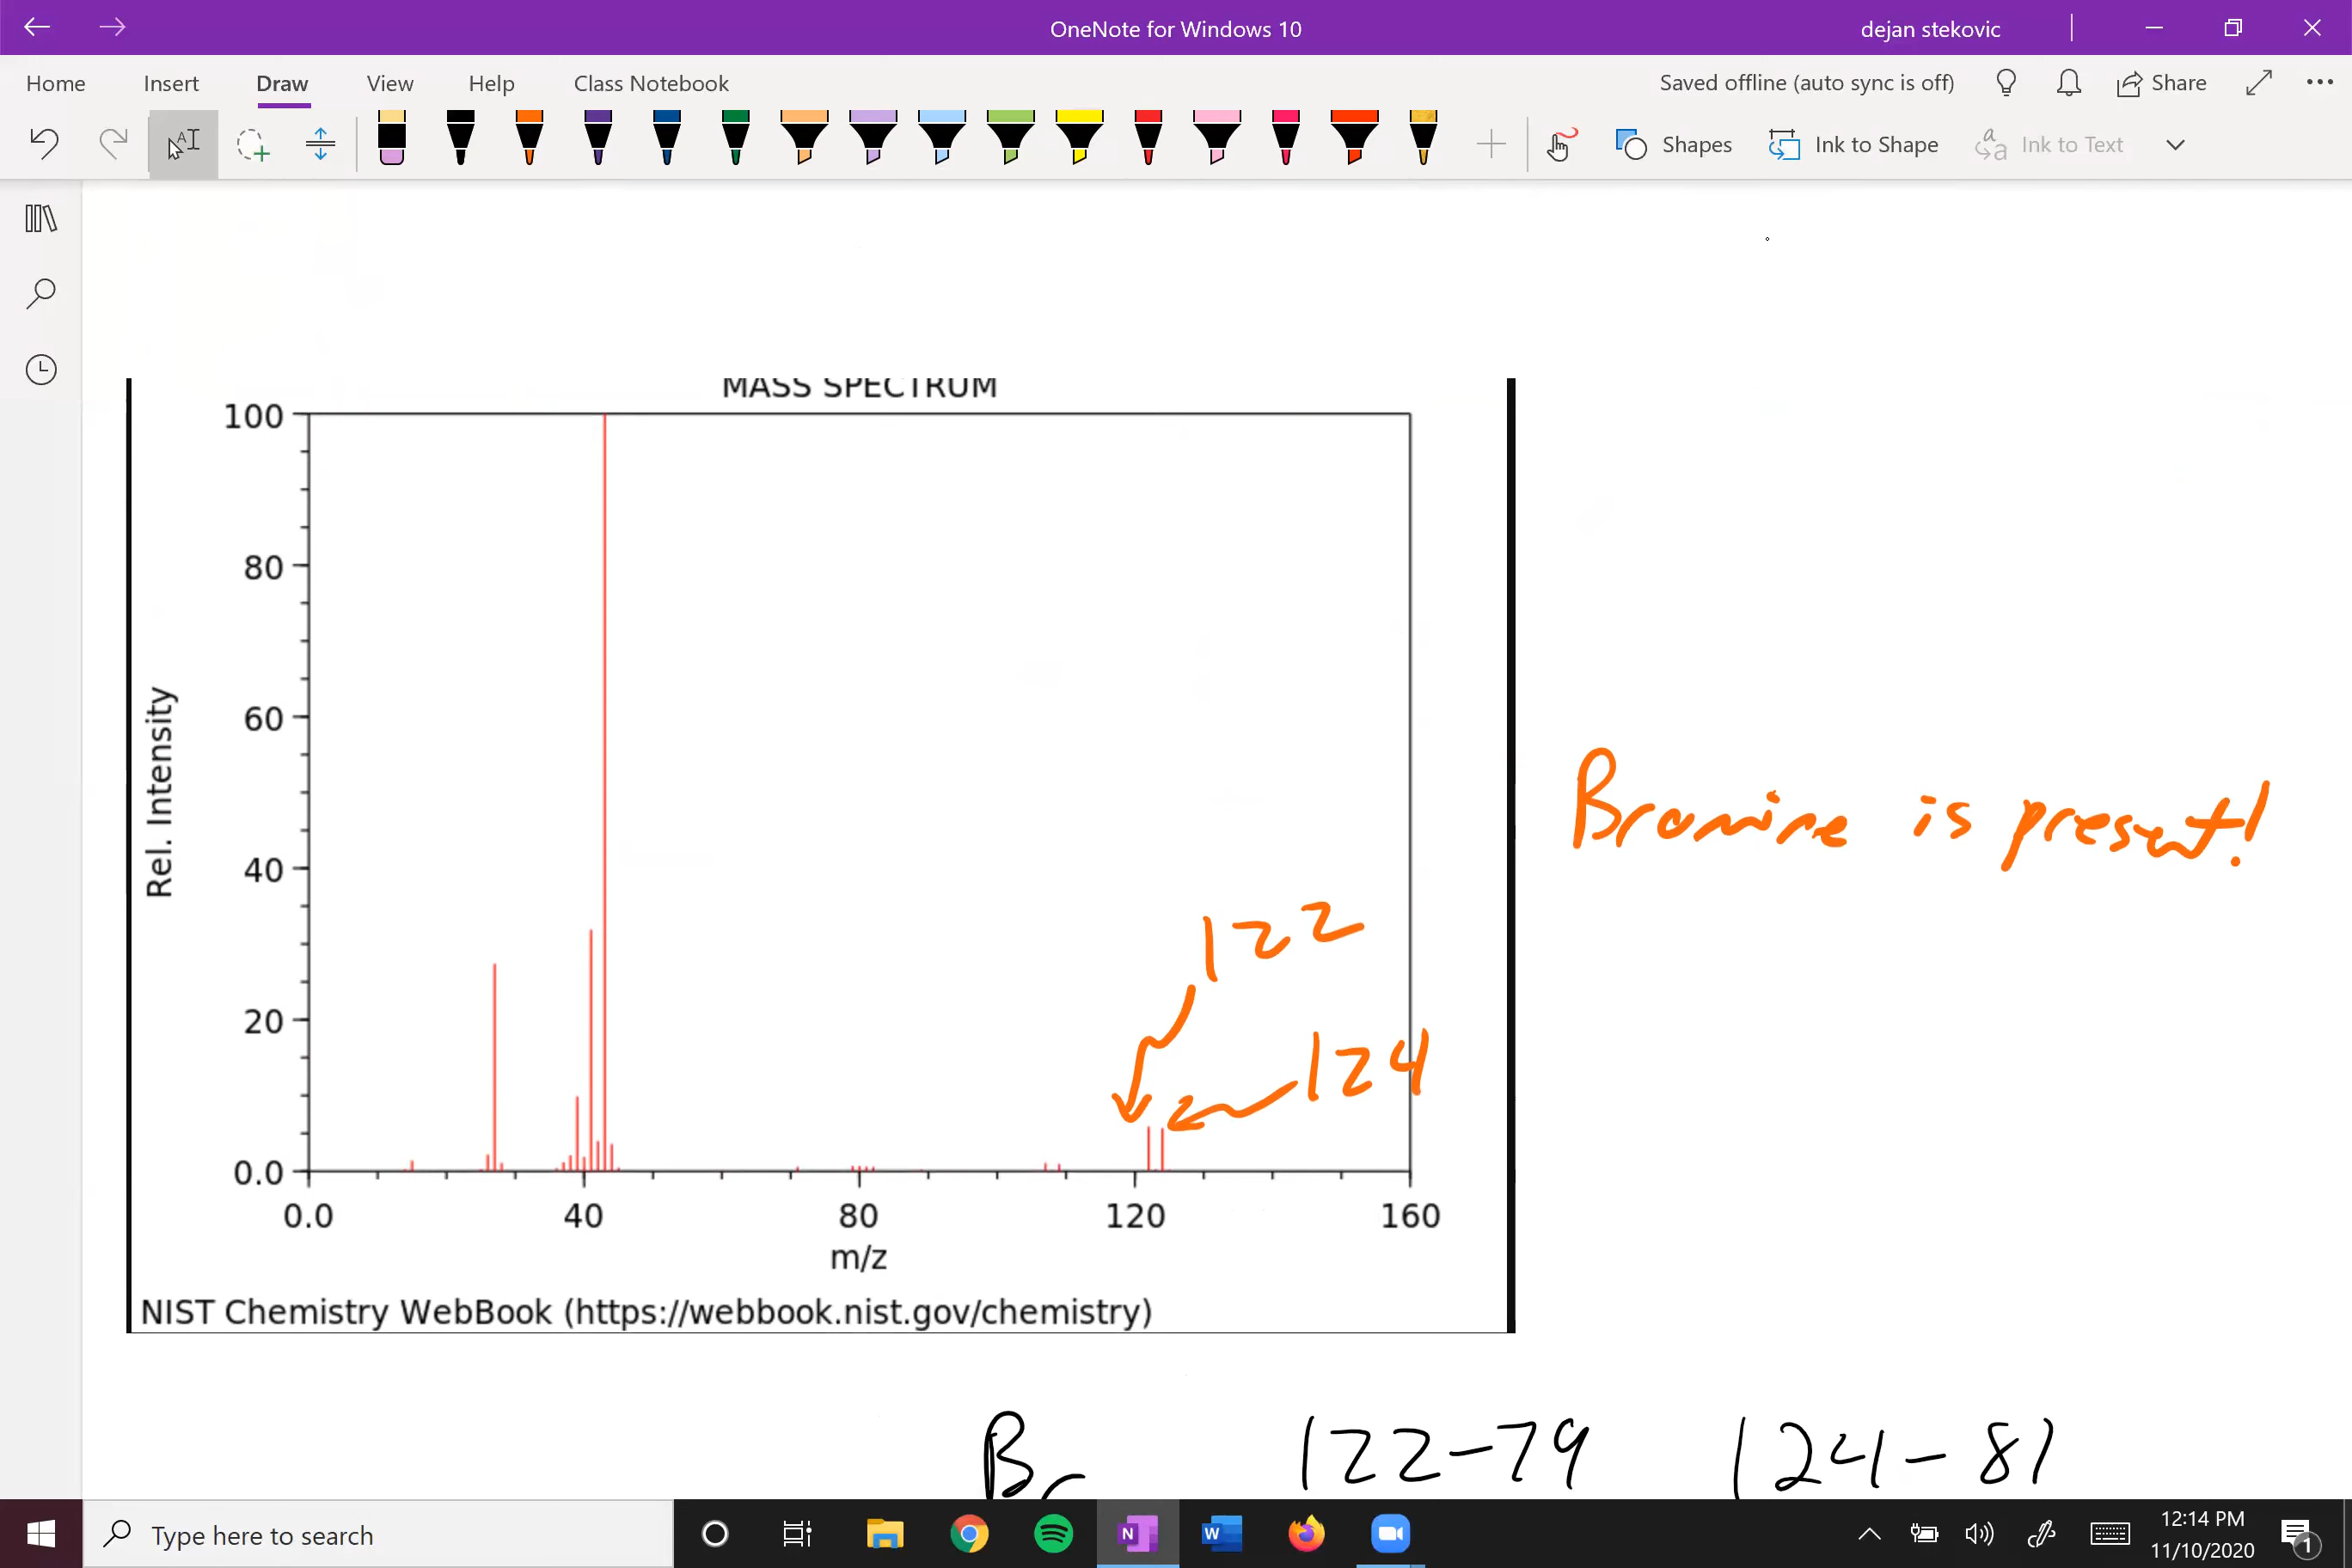 OneNote for Windows 10
dejan stekovic
Home Insert Draw View Help Class Notebook
Saved offline (auto sync is off)
Share
Shapes
Ink to Shape
Ink to Text
MASS SPECTRUM
100
80
60
40
20
0.0
Rel. Intensity
0.0 40 80 120 160
m/z
122
124
Bromine is present!
NIST Chemistry WebBook (https://webbook.nist.gov/chemistry)
Br 122-79 124-81
Type here to search
12:14 PM
11/10/2020
1